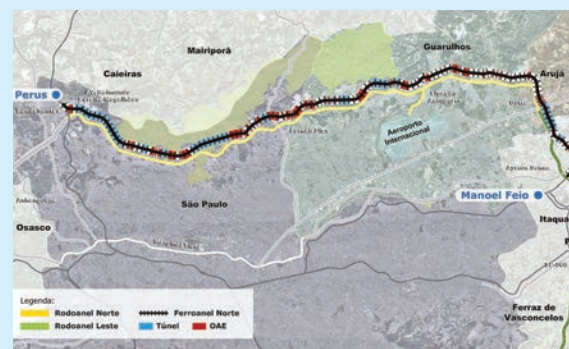 Mairiporã
Guarulhos
Caieiras
Arujá
Perus
Aeroporto
Internacional
Manoel Feio
São Paulo
Itaqua
Osasco
Legenda:
Rodoanel Norte
Ferroanel Norte
Rodoanel Leste
Túnel
OAE
Ferraz de
Vasconcelos